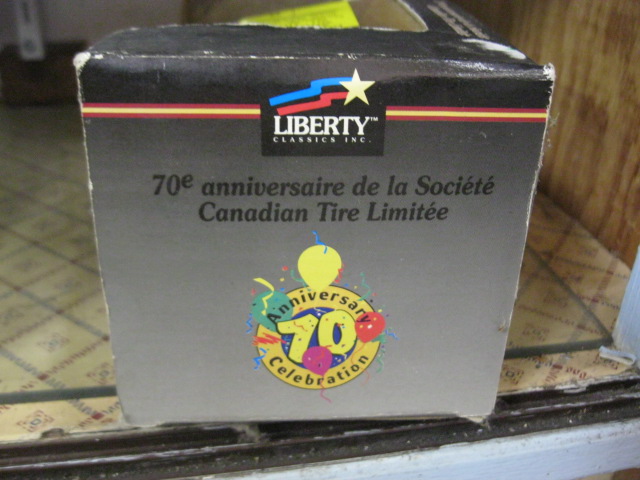 LIBERTY™
CLASSICS INC.
70e anniversaire de la Société
Canadian Tire Limitée
Anniversary
70
Celebration